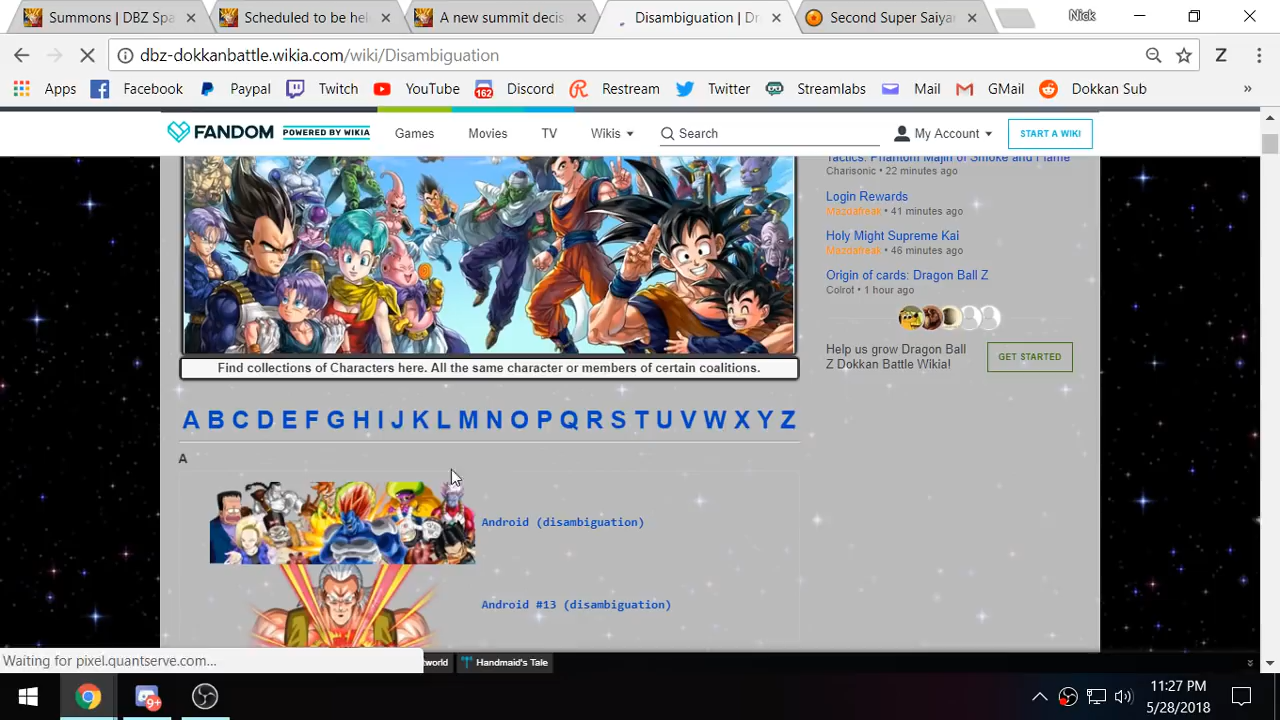 Summons | DBZ Spa
Scheduled to be hel
A new summit decis
Disambiguation | Dr
Second Super Saiya
Nick
dbz-dokkanbattle.wikia.com/wiki/Disambiguation
Z
Apps Facebook Paypal Twitch YouTube 162 Discord Restream Twitter Streamlabs Mail GMail Dokkan Sub »
FANDOM POWERED BY WIKIA Games Movies TV Wikis Search My Account START A WIKI
Tactics: Phantom Majin of Smoke and Flame
Charisonic • 22 minutes ago
Login Rewards
Mazdafreak • 41 minutes ago
Holy Might Supreme Kai
Mazdafreak • 46 minutes ago
Origin of cards: Dragon Ball Z
Colrot • 1 hour ago
Help us grow Dragon Ball
Z Dokkan Battle Wikia!
GET STARTED
Find collections of Characters here. All the same character or members of certain coalitions.
A B C D E F G H I J K L M N O P Q R S T U V W X Y Z
A
Android (disambiguation)
Android #13 (disambiguation)
Waiting for pixel.quantserve.com...
tworld Handmaid's Tale
9+
11:27 PM
5/28/2018